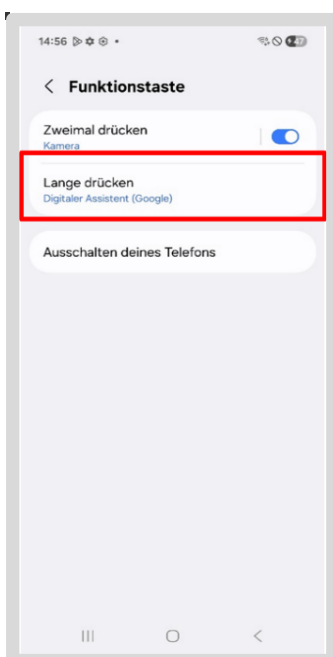 14:56
Funktionstaste
Zweimal drücken
Kamera
Lange drücken
Digitaler Assistent (Google)
Ausschalten deines Telefons